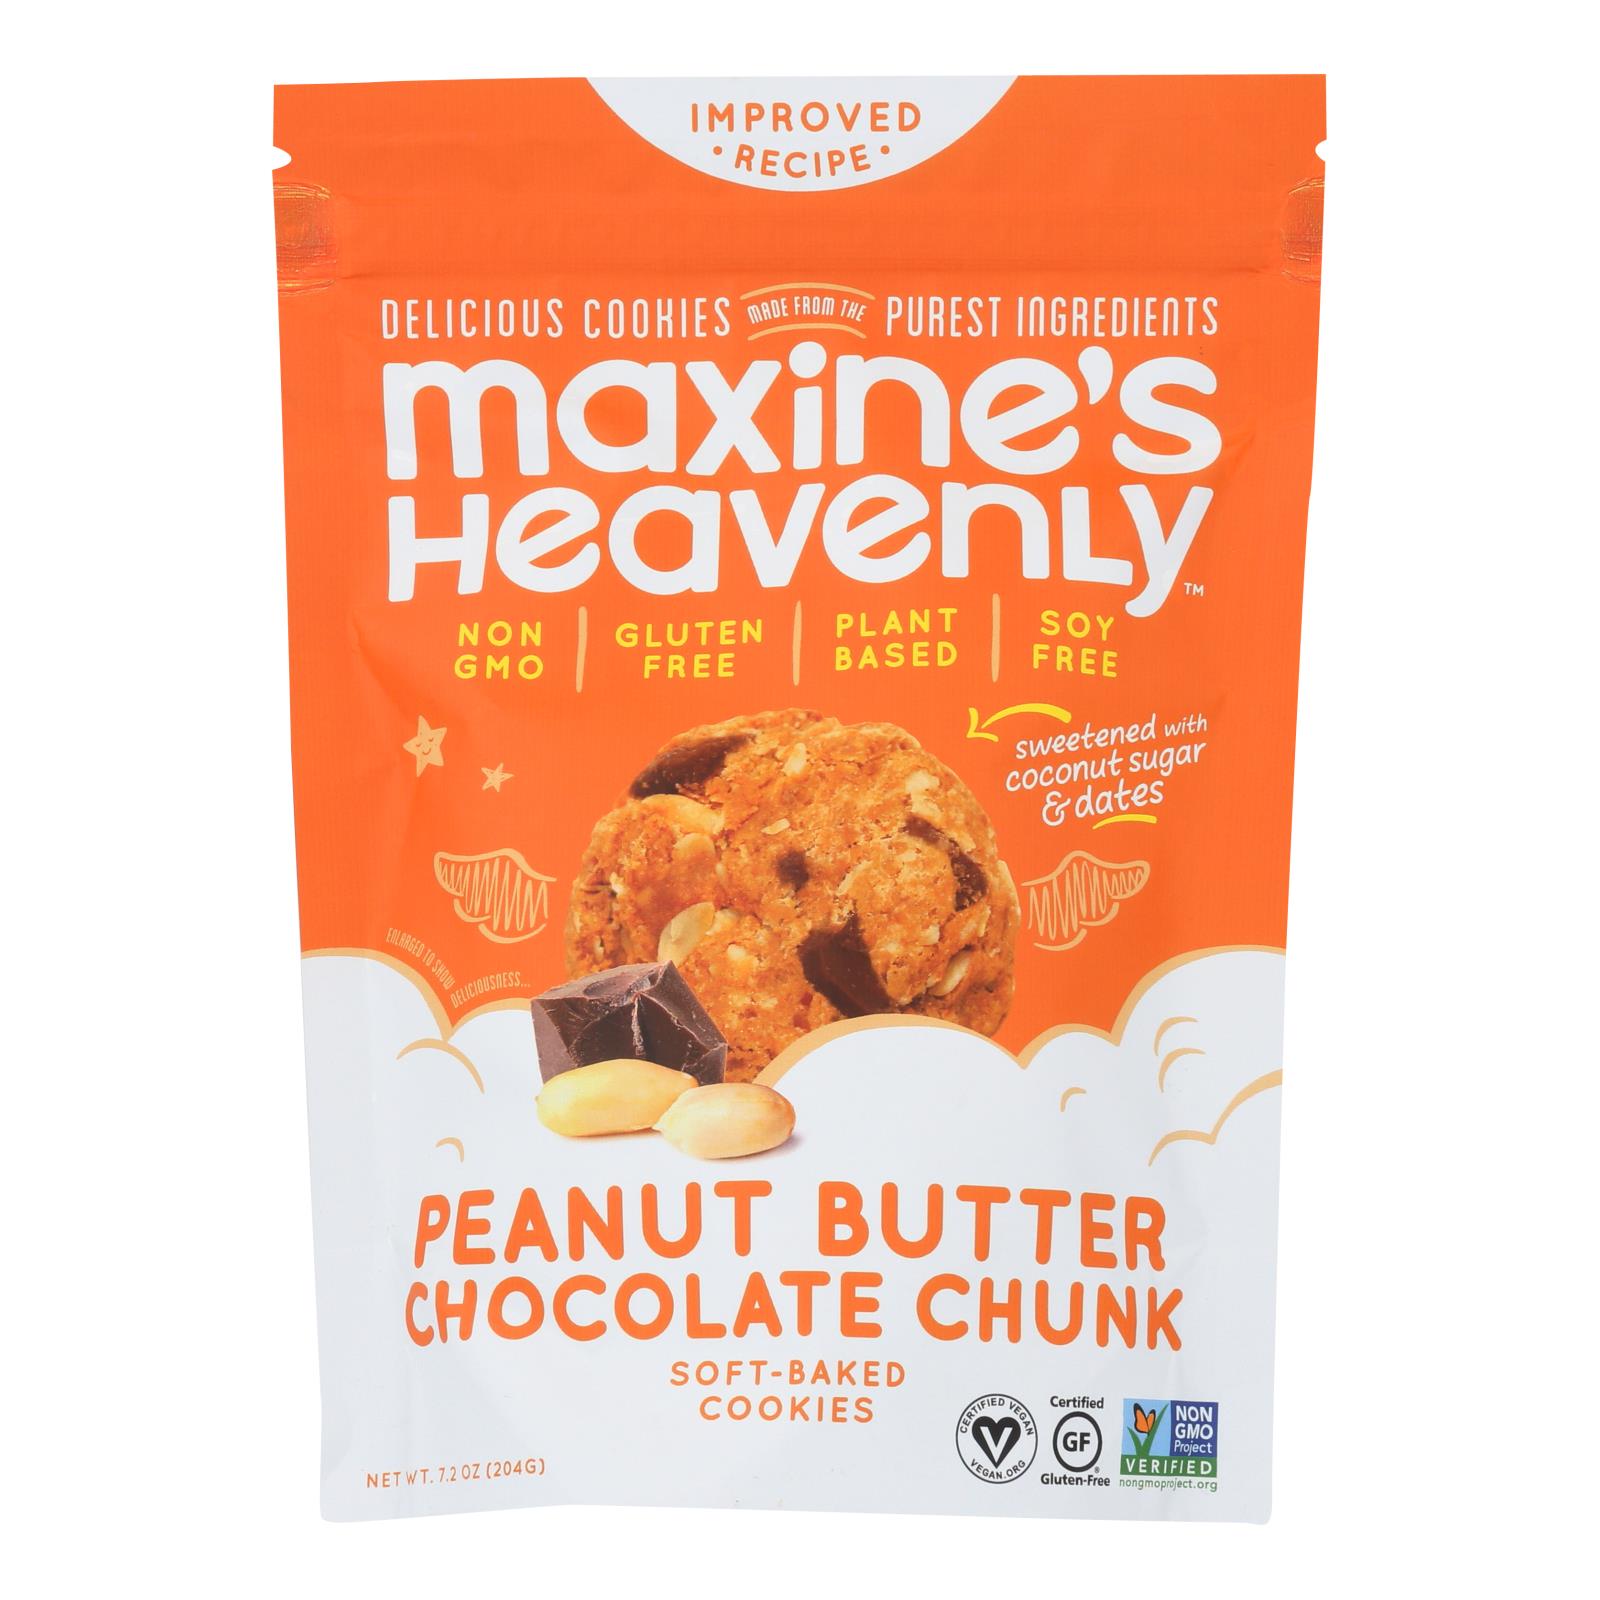 IMPROVED
• RECIPE •
DELICIOUS COOKIES MADE FROM THE PUREST INGREDIENTS
maxine's
Heavenly™
NON GMO
GLUTEN FREE
PLANT BASED
SOY FREE
sweetened with
coconut sugar
& dates
ENLARGED TO SHOW
DELICIOUSNESS...
PEANUT BUTTER
CHOCOLATE CHUNK
SOFT-BAKED
COOKIES
NET WT. 7.2 OZ (204G)
CERTIFIED VEGAN
V
VEGAN.ORG
Certified
GF®
Gluten-Free
NON
GMO
Project
VERIFIED
nongmoproject.org